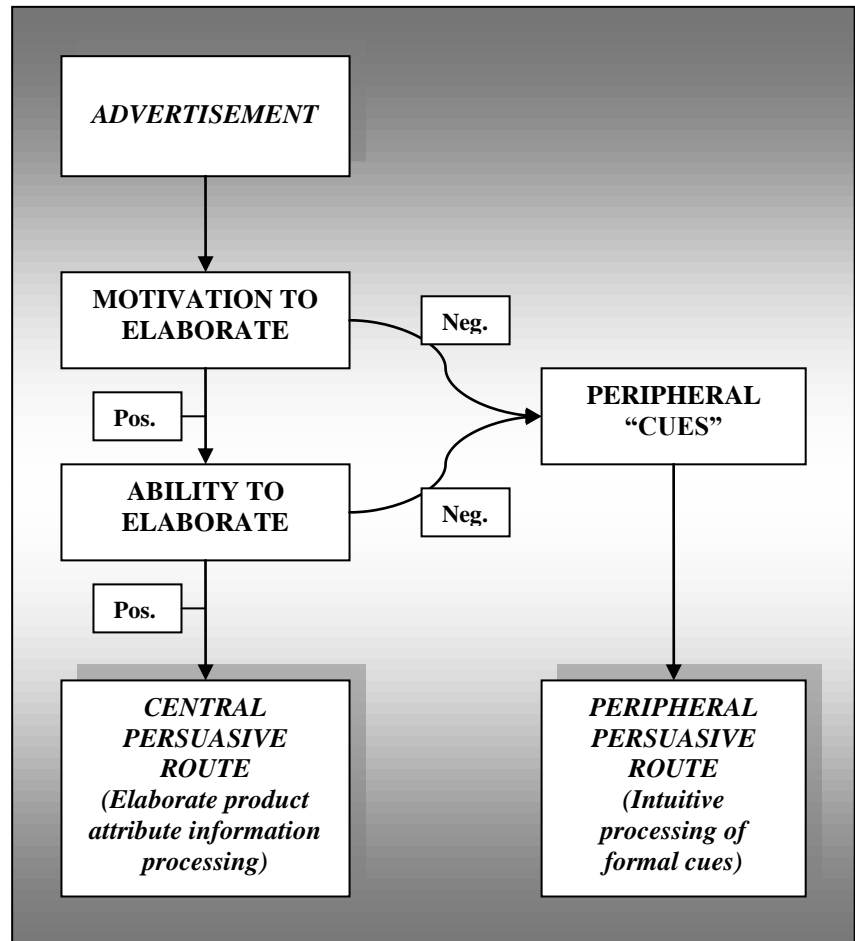 ADVERTISEMENT
MOTIVATION TO
ELABORATE
Neg.
Pos.
PERIPHERAL
“CUES”
ABILITY TO
ELABORATE
Neg.
Pos.
CENTRAL
PERSUASIVE
ROUTE
(Elaborate product
attribute information
processing)
PERIPHERAL
PERSUASIVE
ROUTE
(Intuitive
processing of
formal cues)